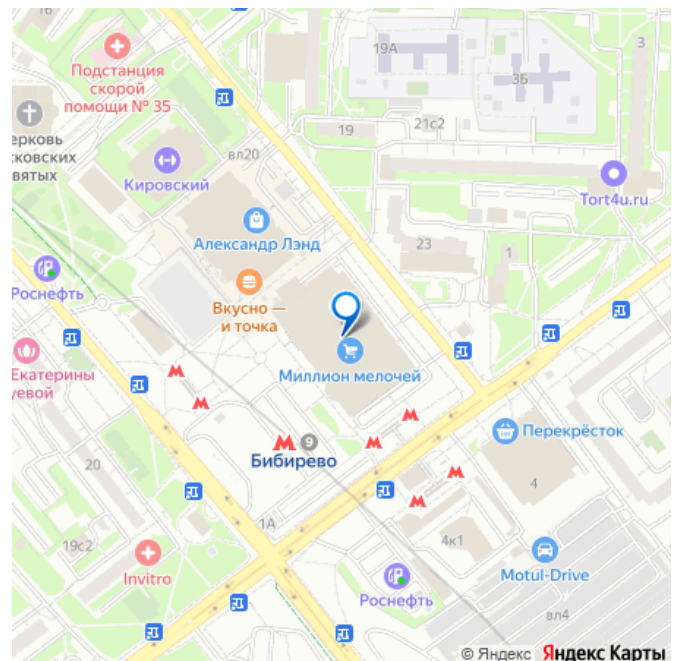 16
Подстанция
скорой
помощи № 35
19А
3
3Б
ерковь
сковских
вятых
вл20
19
21с2
Кировский
Tort4u.ru
Александр Лэнд
23
1
Роснефть
Вкусно —
и точка
Екатерины
уевой
Миллион мелочей
9
Бибирево
Перекрёсток
20
4
1А
19с2
4к1
Invitro
Motul-Drive
Роснефть
вл4
© Яндекс Яндекс Карты